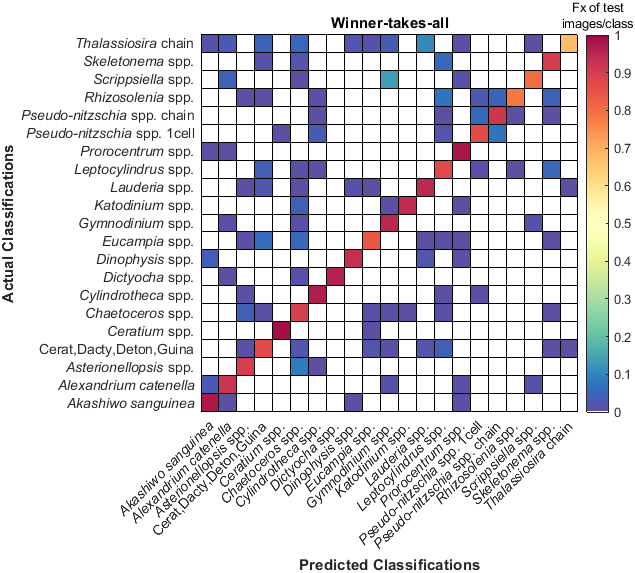 Winner-takes-all
Fx of test
images/class
Actual Classifications
Thalassiosira chain
Skeletonema spp.
Scrippsiella spp.
Rhizosolenia spp.
Pseudo-nitzschia spp. chain
Pseudo-nitzschia spp. 1cell
Prorocentrum spp.
Leptocylindrus spp.
Lauderia spp.
Katodinium spp.
Gymnodinium spp.
Eucampia spp.
Dinophysis spp.
Dictyocha spp.
Cylindrotheca spp.
Chaetoceros spp.
Ceratium spp.
Cerat,Dacty,Deton,Guina
Asterionellopsis spp.
Alexandrium catenella
Akashiwo sanguinea
1
0.9
0.8
0.7
0.6
0.5
0.4
0.3
0.2
0.1
0
Akashiwo sanguinea
Alexandrium catenella
Asterionellopsis spp.
Cerat,Dacty,Deton,Guina
Ceratium spp.
Chaetoceros spp.
Cylindrotheca spp.
Dictyocha spp.
Dinophysis spp.
Eucampia spp.
Gymnodinium spp.
Katodinium spp.
Lauderia spp.
Leptocylindrus spp.
Prorocentrum spp.
Pseudo-nitzschia spp. 1cell
Pseudo-nitzschia spp. chain
Rhizosolenia spp.
Scrippsiella spp.
Skeletonema spp.
Thalassiosira chain
Predicted Classifications